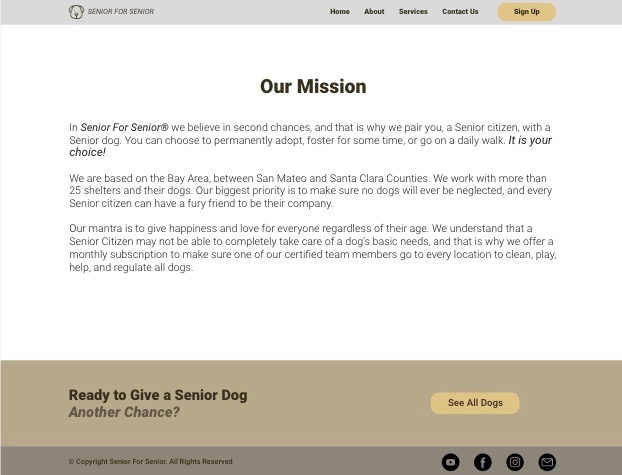 SENIOR FOR SENIOR
Home About Services Contact Us Sign Up
Our Mission
In Senior For Senior® we believe in second chances, and that is why we pair you, a Senior citizen, with a
Senior dog. You can choose to permanently adopt, foster for some time, or go on a daily walk. It is your
choice!
We are based on the Bay Area, between San Mateo and Santa Clara Counties. We work with more than
25 shelters and their dogs. Our biggest priority is to make sure no dogs will ever be neglected, and every
Senior citizen can have a fury friend to be their company.
Our mantra is to give happiness and love for everyone regardless of their age. We understand that a
Senior Citizen may not be able to completely take care of a dog's basic needs, and that is why we offer a
monthly subscription to make sure one of our certified team members go to every location to clean, play,
help, and regulate all dogs.
Ready to Give a Senior Dog
Another Chance?
See All Dogs
© Copyright Senior For Senior. All Rights Reserved